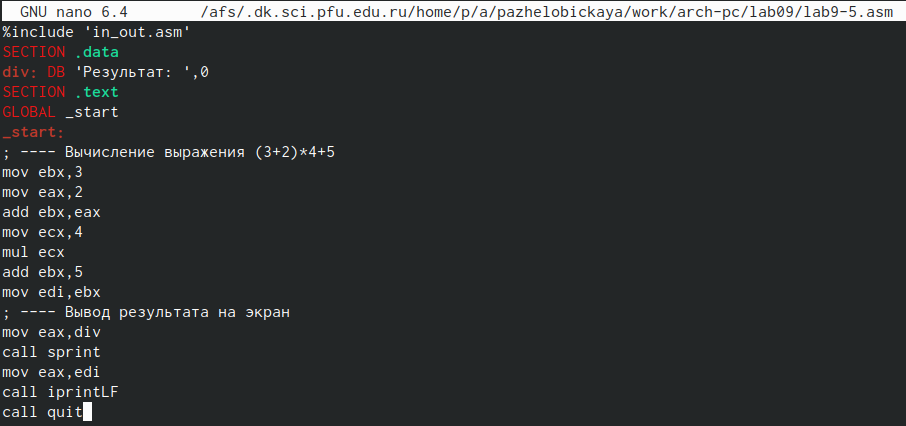 GNU nano 6.4 /afs/.dk.sci.pfu.edu.ru/home/p/a/pazhelobickaya/work/arch-pc/lab09/lab9-5.asm
%include 'in_out.asm'
SECTION .data
div: DB 'Результат: ',0
SECTION .text
GLOBAL _start
_start:
; ---- Вычисление выражения (3+2)*4+5
mov ebx,3
mov eax,2
add ebx,eax
mov ecx,4
mul ecx
add ebx,5
mov edi,ebx
; ---- Вывод результата на экран
mov eax,div
call sprint
mov eax,edi
call iprintLF
call quit